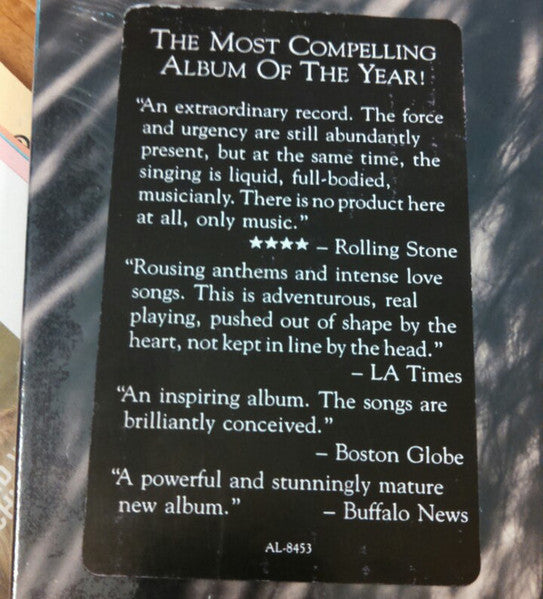 THE MOST COMPELLING
ALBUM OF THE YEAR!
“An extraordinary record. The force
and urgency are still abundantly
present, but at the same time, the
singing is liquid, full-bodied,
musicianly. There is no product here
at all, only music.”
★★★★ – Rolling Stone
“Rousing anthems and intense love
songs. This is adventurous, real
playing, pushed out of shape by the
heart, not kept in line by the head.”
– LA Times
“An inspiring album. The songs are
brilliantly conceived.”
– Boston Globe
“A powerful and stunningly mature
new album.” – Buffalo News
AL-8453